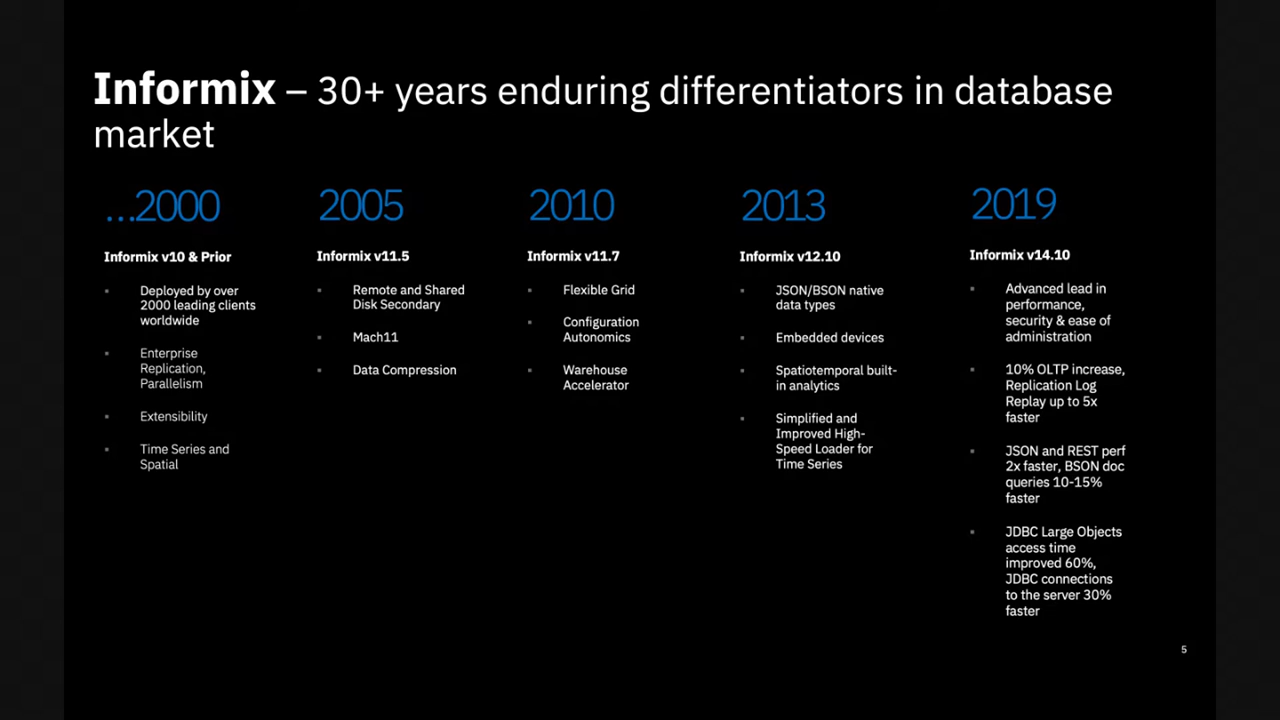 Informix – 30+ years enduring differentiators in database
market
…2000
Informix v10 & Prior
Deployed by over
2000 leading clients
worldwide
Enterprise
Replication,
Parallelism
Extensibility
Time Series and
Spatial
2005
Informix v11.5
Remote and Shared
Disk Secondary
Mach11
Data Compression
2010
Informix v11.7
Flexible Grid
Configuration
Autonomics
Warehouse
Accelerator
2013
Informix v12.10
JSON/BSON native
data types
Embedded devices
Spatiotemporal built-
in analytics
Simplified and
Improved High-
Speed Loader for
Time Series
2019
Informix v14.10
Advanced lead in
performance,
security & ease of
administration
10% OLTP increase,
Replication Log
Replay up to 5x
faster
JSON and REST perf
2x faster, BSON doc
queries 10-15%
faster
JDBC Large Objects
access time
improved 60%,
JDBC connections
to the server 30%
faster
5